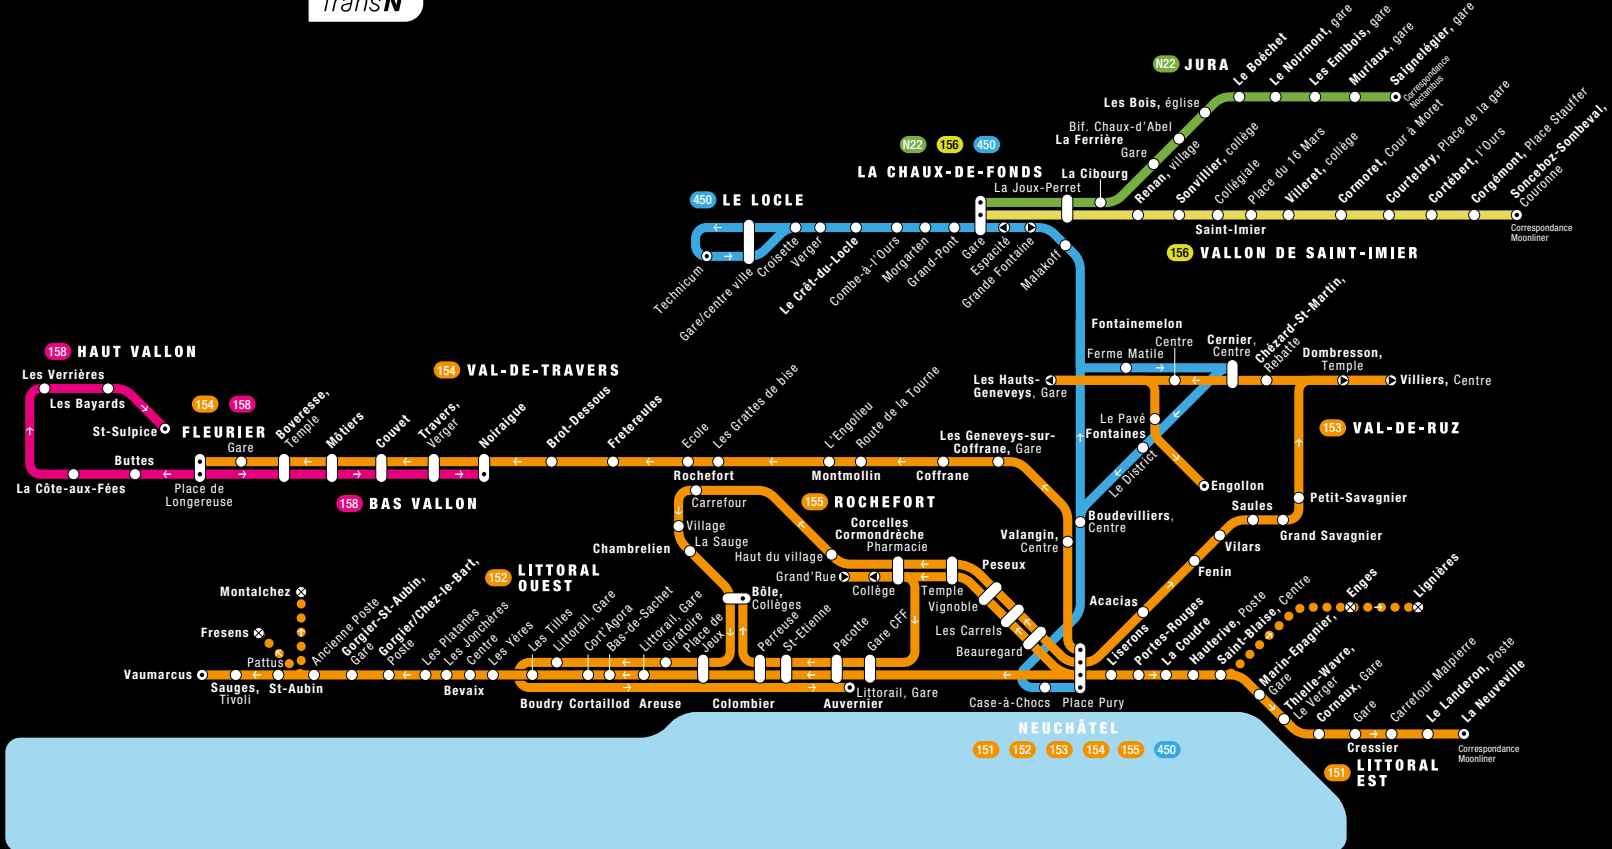 TransN
N22 JURA
Le Boéchet
Le Noirmont, gare
Les Emibois, gare
Muriaux, gare
Saignelégier, gare
Correspondance
Noctambus
Les Bois, église
Bif. Chaux-d'Abel
La Ferrière
Gare
N22 156 450
LA CHAUX-DE-FONDS
La Joux-Perret
La Cibourg
Renan, village
Sonvillier, collège
Collégiale
Place du 16 Mars
Saint-Imier
Villeret, collège
Cormoret, Cour à Moret
Courtelary, Place de la gare
Cortébert, l'Ours
Corgémont, Place Stauffer
Sonceboz-Sombeval,
Couronne
Correspondance
Moonliner
156 VALLON DE SAINT-IMIER
450 LE LOCLE
Technicum
Gare/centre ville
Croisette
Verger
Le Crêt-du-Locle
Combe-à-l'Ours
Morgarten
Grand-Pont
Gare
Espacité
Grande Fontaine
Malakoff
Fontainemelon
Centre
Ferme Matile
Cernier,
Centre
Chézard-St-Martin,
Rebatte
Dombresson,
Temple
Villiers, Centre
Les Hauts-
Geneveys, Gare
Le Pavé
Fontaines
Le District
Engollon
153 VAL-DE-RUZ
Petit-Savagnier
Saules
Grand Savagnier
Vilars
Fenin
Acacias
Boudevilliers,
Centre
Valangin,
Centre
158 HAUT VALLON
Les Verrières
Les Bayards
St-Sulpice
Buttes
La Côte-aux-Fées
154 158
FLEURIER
Gare
Place de
Longereuse
158 BAS VALLON
154 VAL-DE-TRAVERS
Boveresse,
Temple
Môtiers
Couvet
Travers,
Verger
Noiraigue
Brot-Dessous
Fretereules
Ecole
Les Grattes de bise
Rochefort
L'Engolieu
Route de la Tourne
Montmollin
Coffrane
Les Geneveys-sur-
Coffrane, Gare
155 ROCHEFORT
Carrefour
Village
La Sauge
Chambrelien
Haut du village
Corcelles
Cormondrèche
Pharmacie
Grand'Rue
Collège
Temple
Peseux
Vignoble
Les Carrels
Beauregard
Bôle,
Collèges
152 LITTORAL
OUEST
Montalchez
Fresens
Pattus
Vaumarcus
Sauges,
Tivoli
St-Aubin
Ancienne Poste
Gorgier-St-Aubin,
Gare
Gorgier/Chez-le-Bart,
Poste
Les Platanes
Les Jonchères
Centre
Les Yères
Bevaix
Les Tilles
Littorail, Gare
Cort'Agora
Bas-de-Sachet
Littorail, Gare
Giratoire
Place de
Jeux
Perreuse
St-Etienne
Pacotte
Gare CFF
Boudry
Cortaillod
Areuse
Colombier
Auvernier
Littorail, Gare
Case-à-Chocs
Place Pury
NEUCHÂTEL
151 152 153 154 155 450
Liserons
Portes-Rouges
La Coudre
Hauterive, Poste
Saint-Blaise, Centre
Enges
Lignières
Marin-Epagnier,
Gare
Thielle-Wavre,
Le Verger
Cornaux, Gare
Gare
Carrefour Malpierre
Cressier
Le Landeron, Poste
La Neuveville
Correspondance
Moonliner
151 LITTORAL
EST